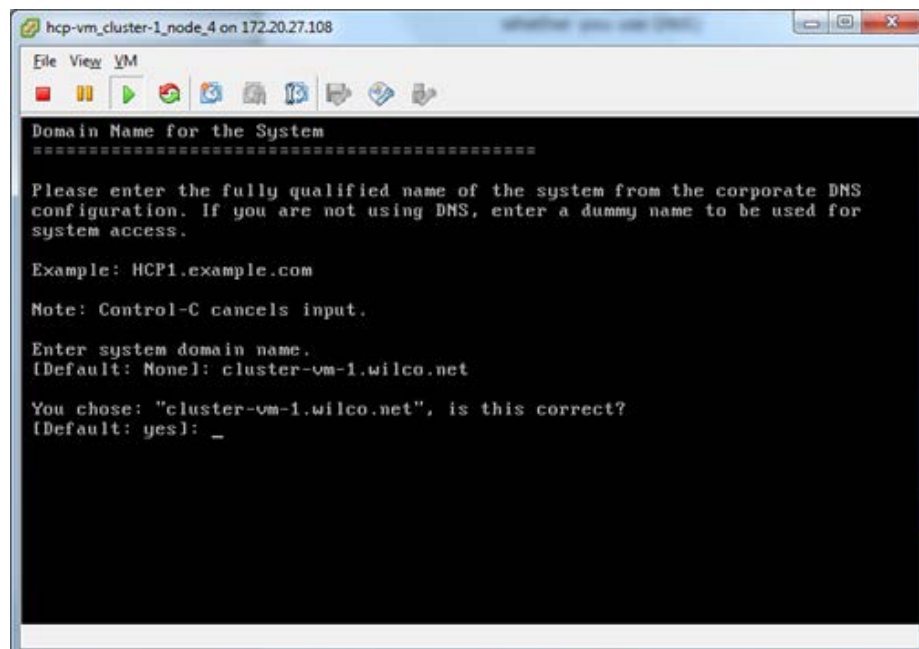 hcp-vm_cluster-1_node_4 on 172.20.27.108
whether you use DNS)
File View VM
Domain Name for the System
=============================================
Please enter the fully qualified name of the system from the corporate DNS
configuration. If you are not using DNS, enter a dummy name to be used for
system access.
Example: HCP1.example.com
Note: Control-C cancels input.
Enter system domain name.
[Default: None]: cluster-vm-1.wilco.net
You chose: "cluster-vm-1.wilco.net", is this correct?
[Default: yes]: _